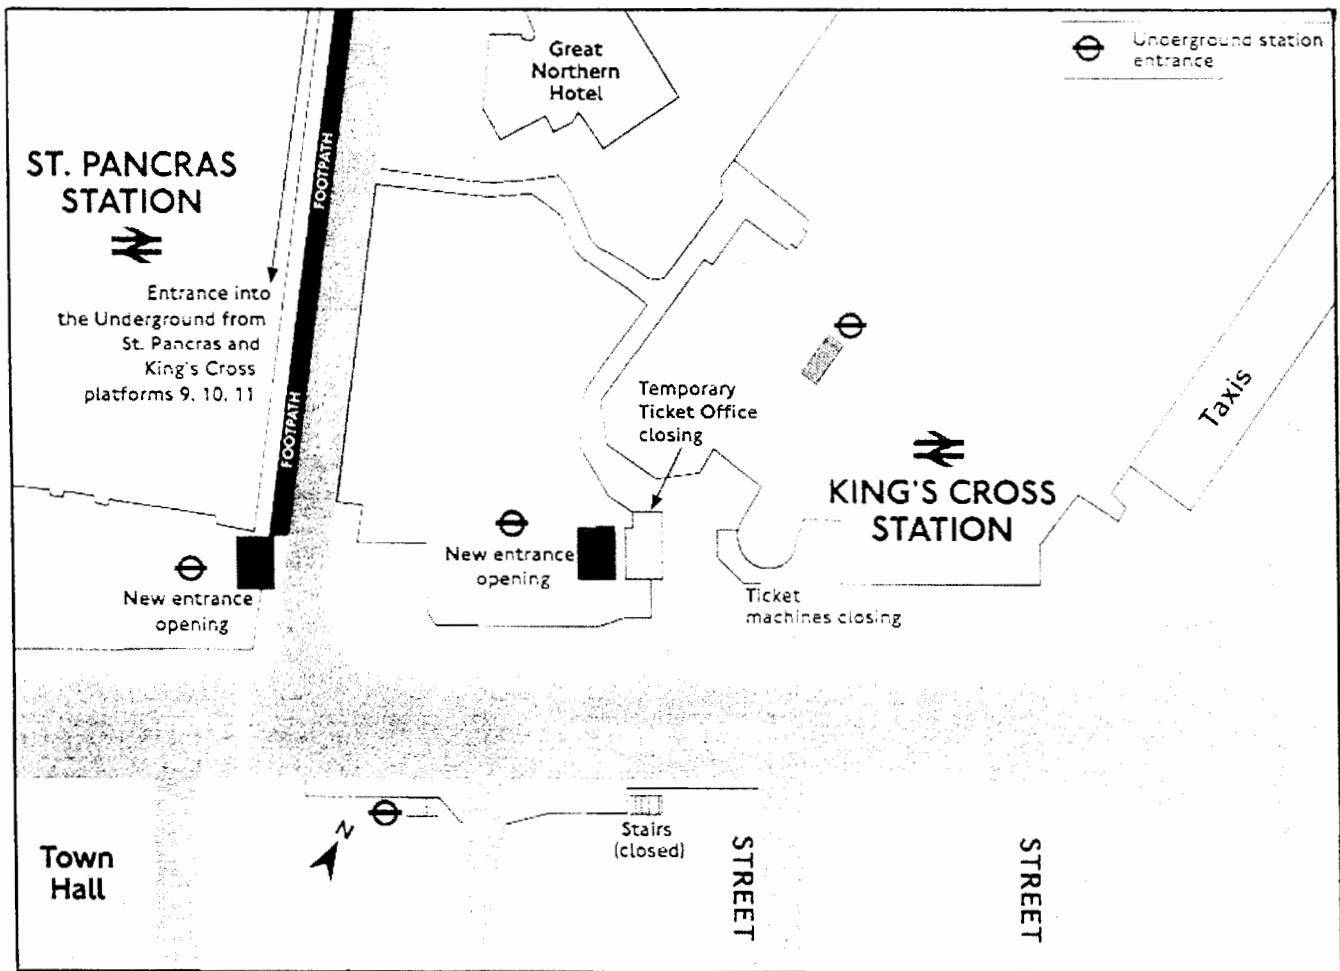 Great
Northern
Hotel
Underground station
entrance
ST. PANCRAS
STATION
FOOTPATH
Entrance into
the Underground from
St. Pancras and
King's Cross
platforms 9, 10, 11
FOOTPATH
Temporary
Ticket Office
closing
Taxis
KING'S CROSS
STATION
New entrance
opening
New entrance
opening
Ticket
machines closing
N
Stairs
(closed)
Town
Hall
STREET
STREET